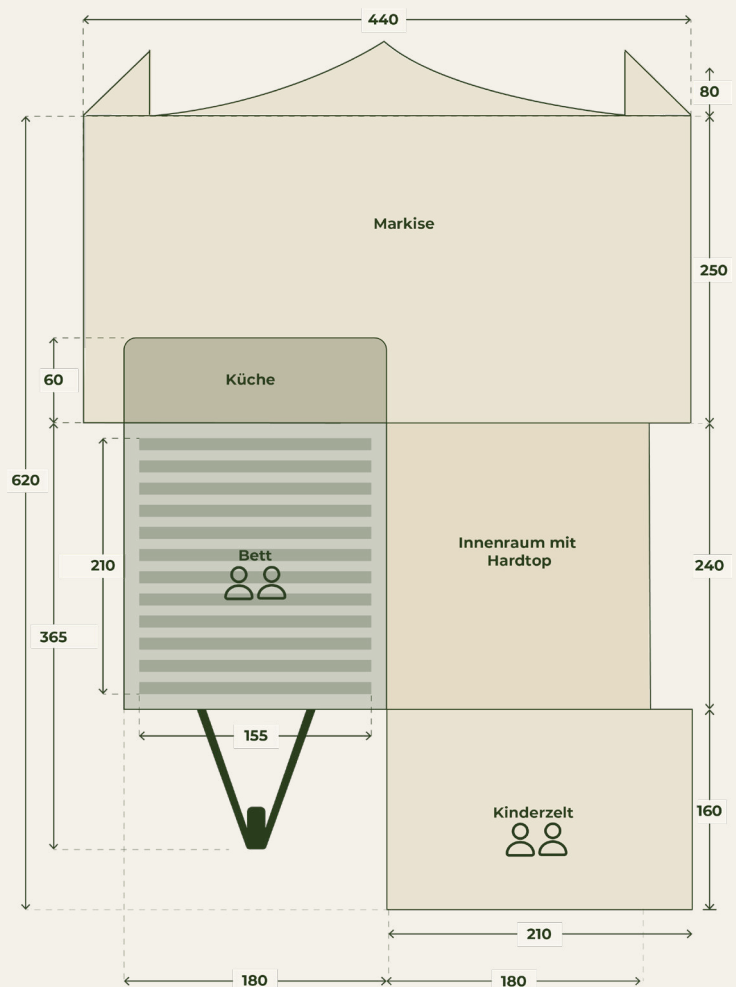 440
80
Markise
250
60
Küche
620
Bett
210
Innenraum mit
Hardtop
240
365
155
Kinderzelt
160
210
180
180